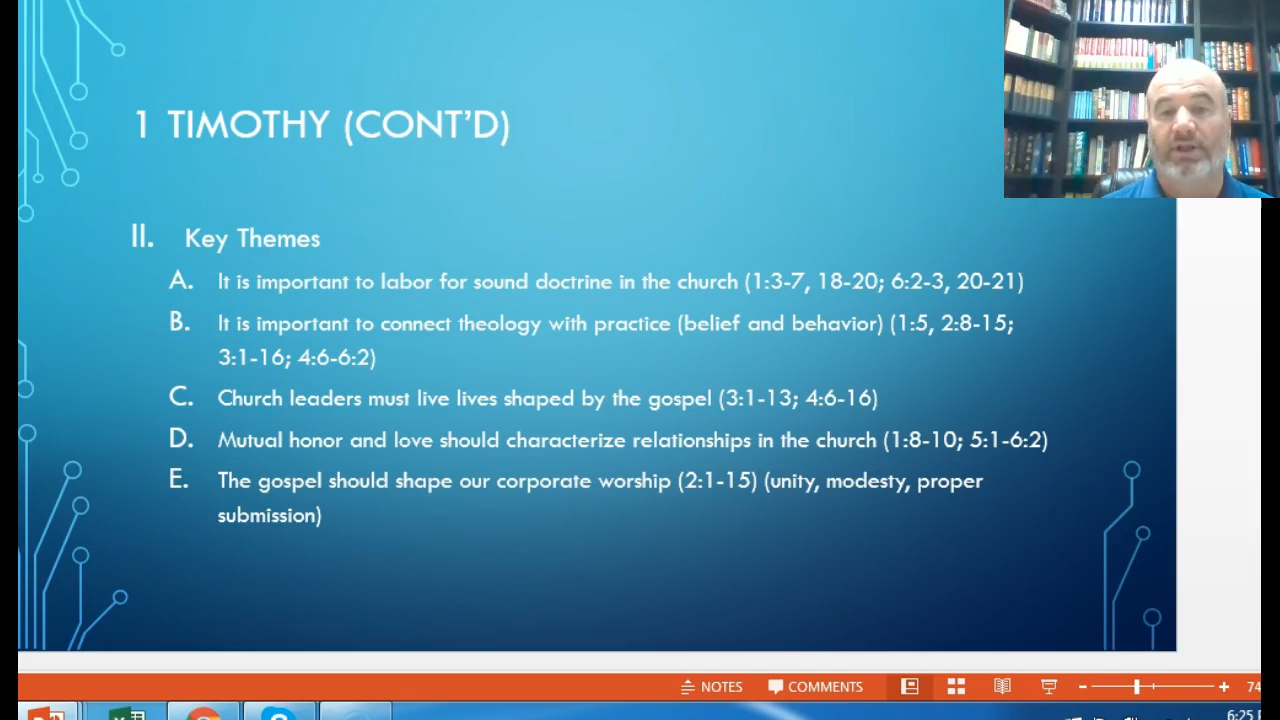 1 TIMOTHY (CONT'D)
II. Key Themes
A. It is important to labor for sound doctrine in the church (1:3-7, 18-20; 6:2-3, 20-21)
B. It is important to connect theology with practice (belief and behavior) (1:5, 2:8-15;
3:1-16; 4:6-6:2)
C. Church leaders must live lives shaped by the gospel (3:1-13; 4:6-16)
D. Mutual honor and love should characterize relationships in the church (1:8-10; 5:1-6:2)
E. The gospel should shape our corporate worship (2:1-15) (unity, modesty, proper
submission)
NOTES COMMENTS 74
6:25